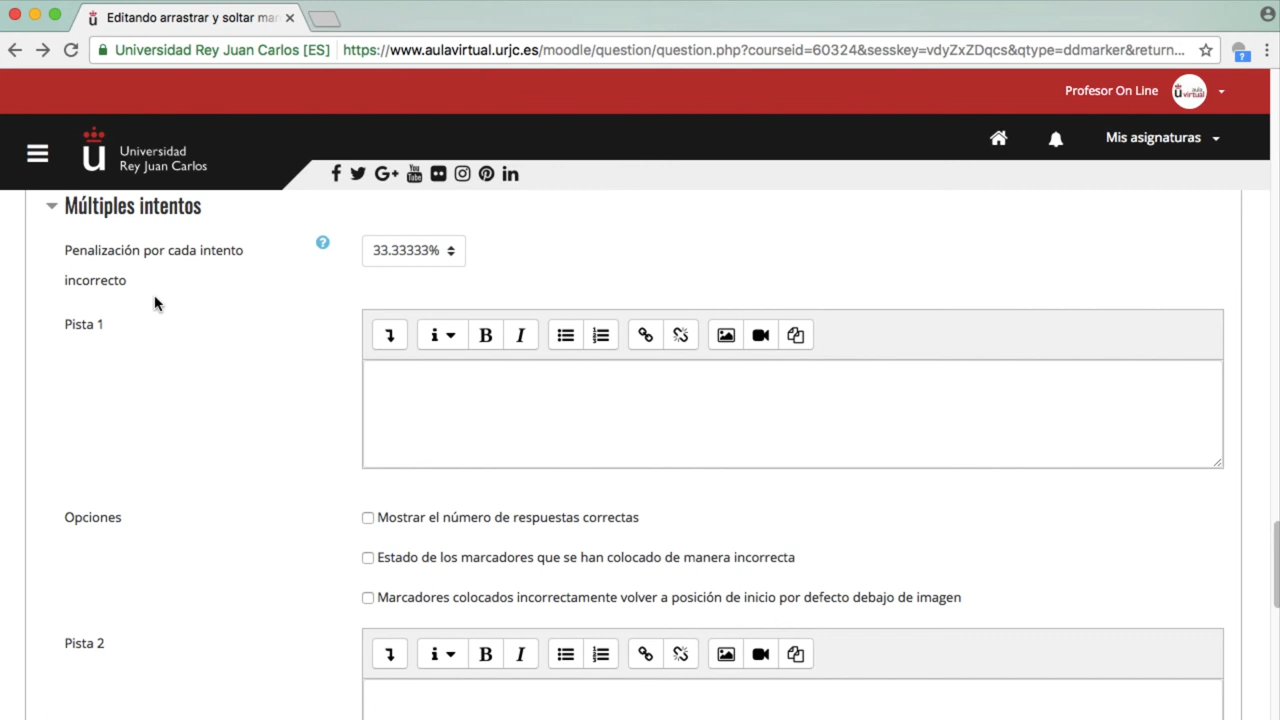 Editando arrastrar y soltar mar
Universidad Rey Juan Carlos [ES]
https://www.aulavirtual.urjc.es/moodle/question/question.php?courseid=60324&sesskey=vdyZxZDqcs&qtype=ddmarker&return...
?
Profesor On Line
aula
virtual
Universidad
Rey Juan Carlos
Mis asignaturas
You
Tube
Múltiples intentos
Penalización por cada intento
incorrecto
?
33.33333%
Pista 1
B I
Opciones
Mostrar el número de respuestas correctas
Estado de los marcadores que se han colocado de manera incorrecta
Marcadores colocados incorrectamente volver a posición de inicio por defecto debajo de imagen
Pista 2
B I